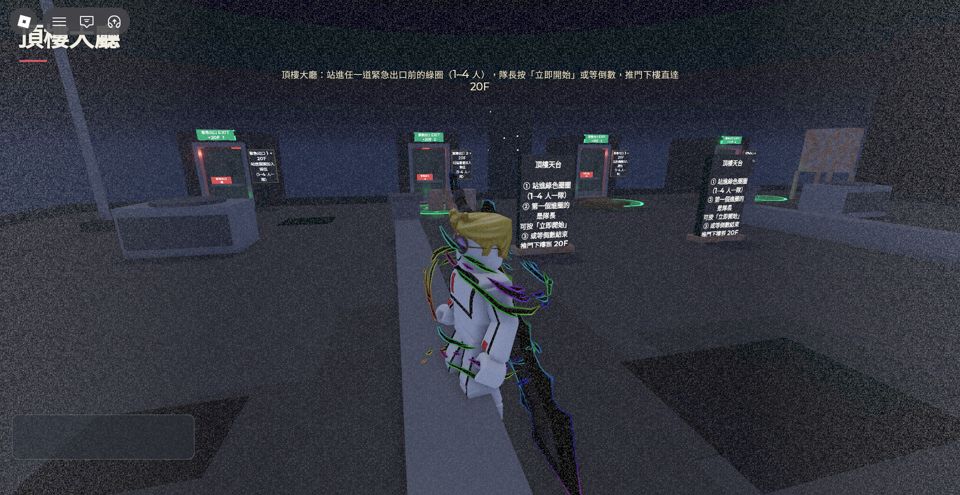 頂樓大廳
頂樓大廳：站進任一道緊急出口前的綠圈（1–4 人），隊長按「立即開始」或等倒數，推門下樓直達
20F
頂樓天台
① 站進綠色圈圈
（1–4 人一隊）
② 第一個進圈的
是隊長
可按「立即開始」
③ 或等倒數結束
推門下樓到 20F
頂樓天台
① 站進綠色圈圈
（1–4 人一隊）
② 第一個進圈的
是隊長
可按「立即開始」
③ 或等倒數結束
推門下樓到 20F